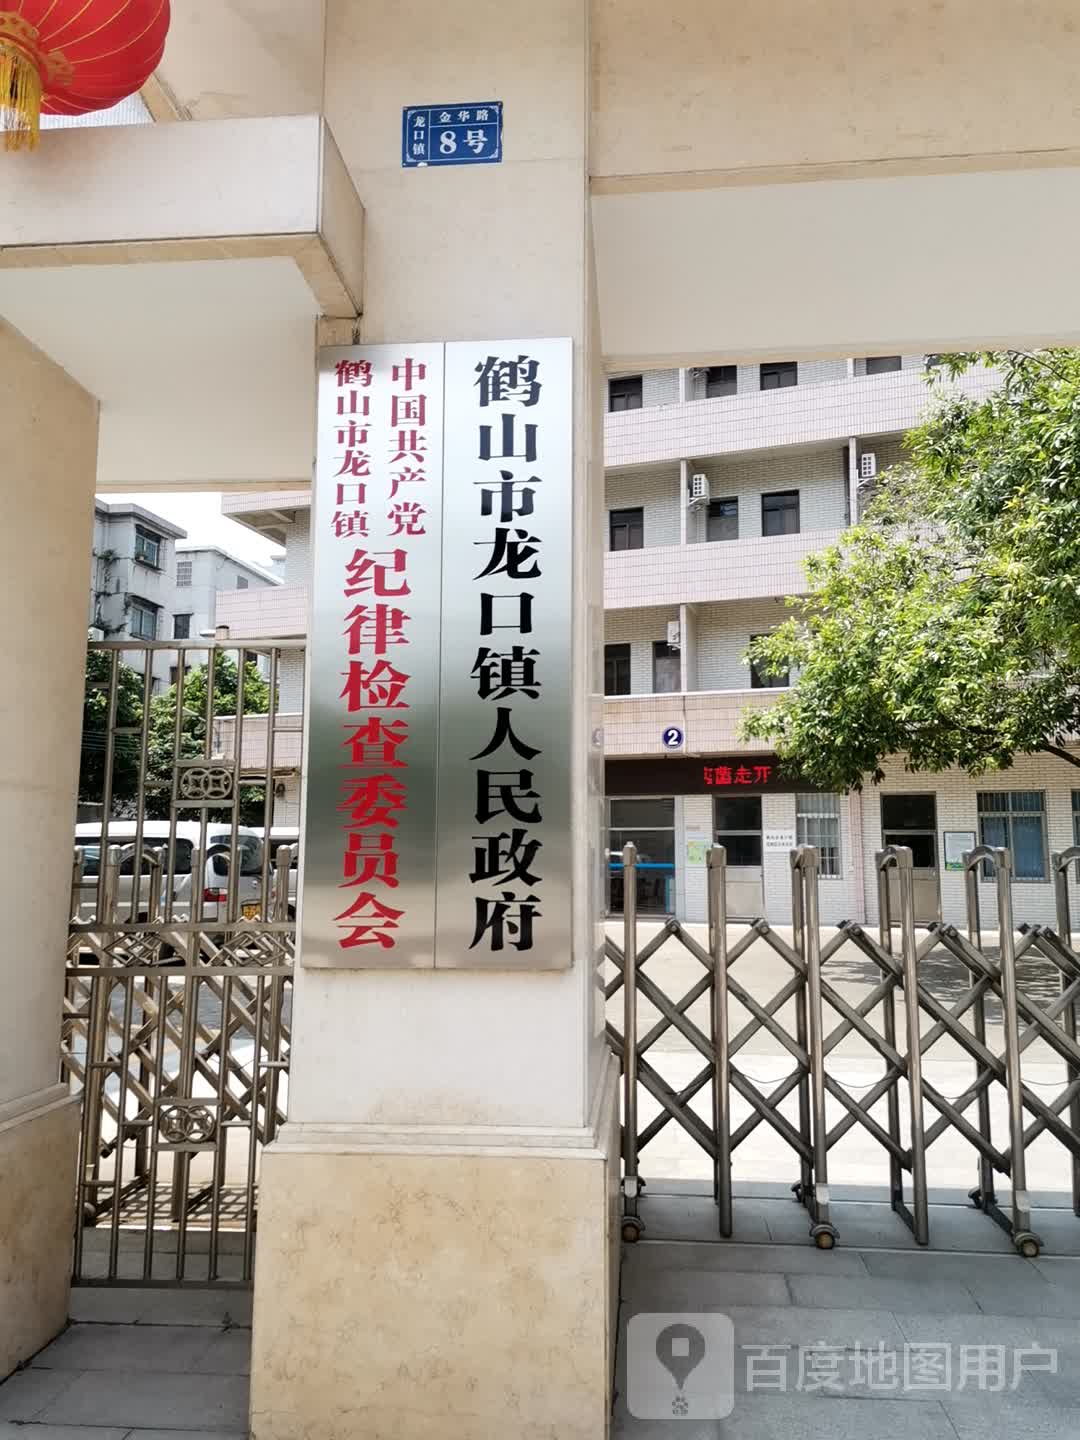 龙口镇
金华路
8号
中国共产党
鹤山市龙口镇
纪律检查委员会
鹤山市龙口镇人民政府
2
走开
百度地图用户